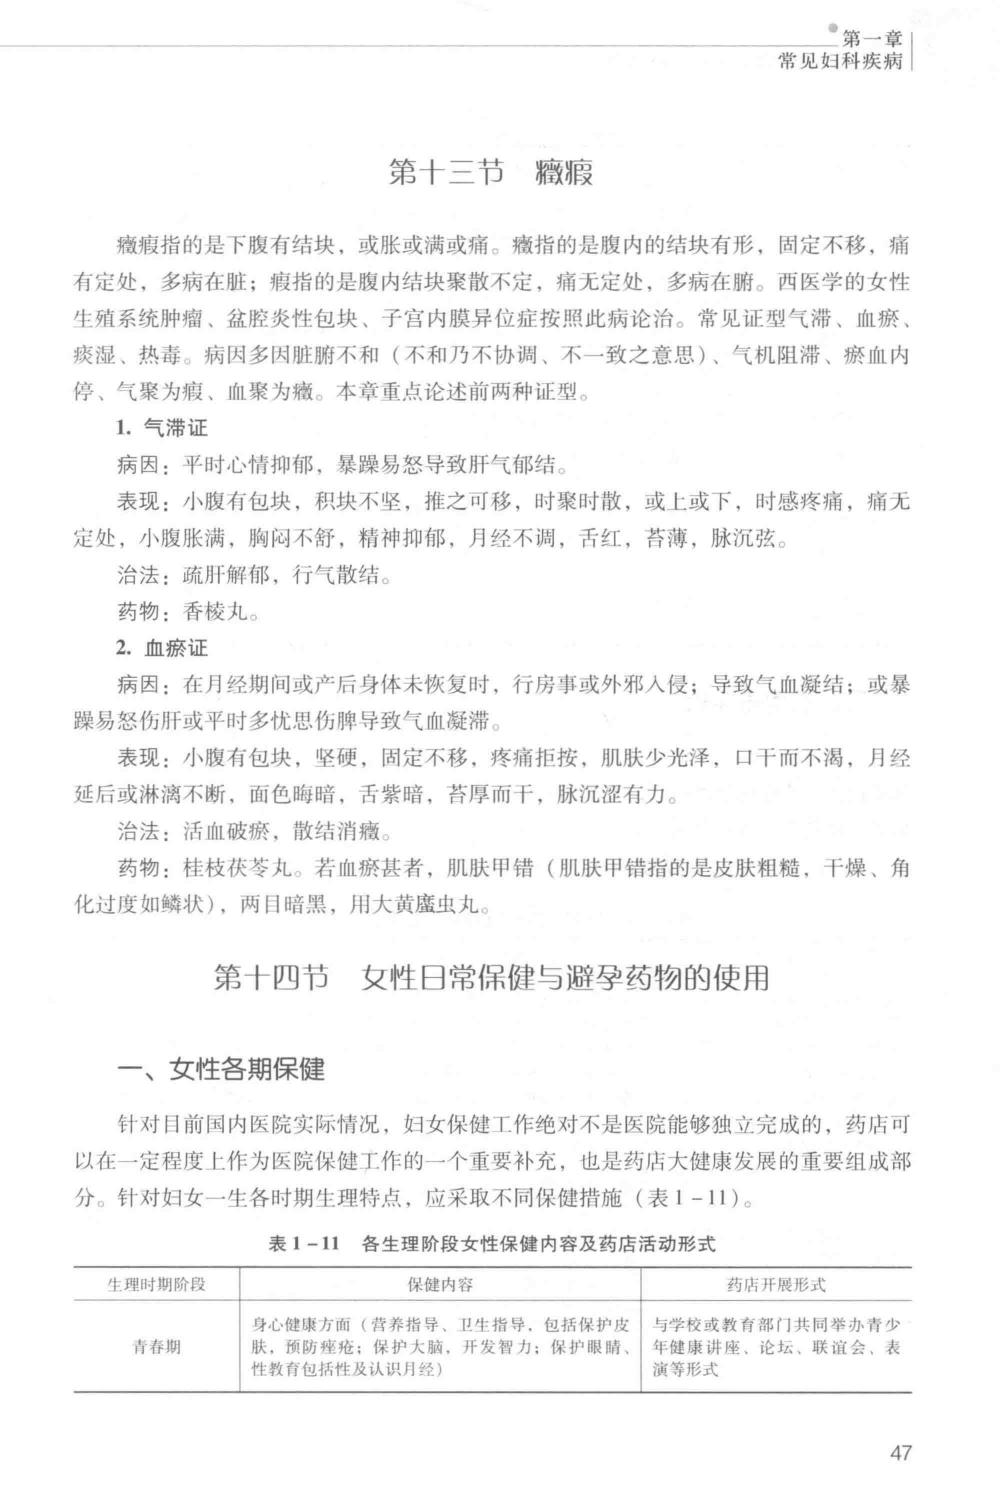 第一章
常见妇科疾病
第十三节　癥瘕
癥瘕指的是下腹有结块，或胀或满或痛。癥指的是腹内的结块有形，固定不移，痛
有定处，多病在脏；瘕指的是腹内结块聚散不定，痛无定处，多病在腑。西医学的女性
生殖系统肿瘤、盆腔炎性包块、子宫内膜异位症按照此病论治。常见证型气滞、血瘀、
痰湿、热毒。病因多因脏腑不和（不和乃不协调、不一致之意思）、气机阻滞、瘀血内
停、气聚为瘕、血聚为癥。本章重点论述前两种证型。
1. 气滞证
病因：平时心情抑郁，暴躁易怒导致肝气郁结。
表现：小腹有包块，积块不坚，推之可移，时聚时散，或上或下，时感疼痛，痛无
定处，小腹胀满，胸闷不舒，精神抑郁，月经不调，舌红，苔薄，脉沉弦。
治法：疏肝解郁，行气散结。
药物：香棱丸。
2. 血瘀证
病因：在月经期间或产后身体未恢复时，行房事或外邪入侵；导致气血凝结；或暴
躁易怒伤肝或平时多忧思伤脾导致气血凝滞。
表现：小腹有包块，坚硬，固定不移，疼痛拒按，肌肤少光泽，口干而不渴，月经
延后或淋漓不断，面色晦暗，舌紫暗，苔厚而干，脉沉涩有力。
治法：活血破瘀，散结消癥。
药物：桂枝茯苓丸。若血瘀甚者，肌肤甲错（肌肤甲错指的是皮肤粗糙，干燥、角
化过度如鳞状），两目暗黑，用大黄䗪虫丸。
第十四节　女性日常保健与避孕药物的使用
一、女性各期保健
针对目前国内医院实际情况，妇女保健工作绝对不是医院能够独立完成的，药店可
以在一定程度上作为医院保健工作的一个重要补充，也是药店大健康发展的重要组成部
分。针对妇女一生各时期生理特点，应采取不同保健措施（表1－11）。
表1－11　各生理阶段女性保健内容及药店活动形式
生理时期阶段　保健内容　药店开展形式
青春期
身心健康方面（营养指导、卫生指导，包括保护皮
肤，预防痤疮；保护大脑，开发智力；保护眼睛、
性教育包括性及认识月经）
与学校或教育部门共同举办青少
年健康讲座、论坛、联谊会、表
演等形式
47